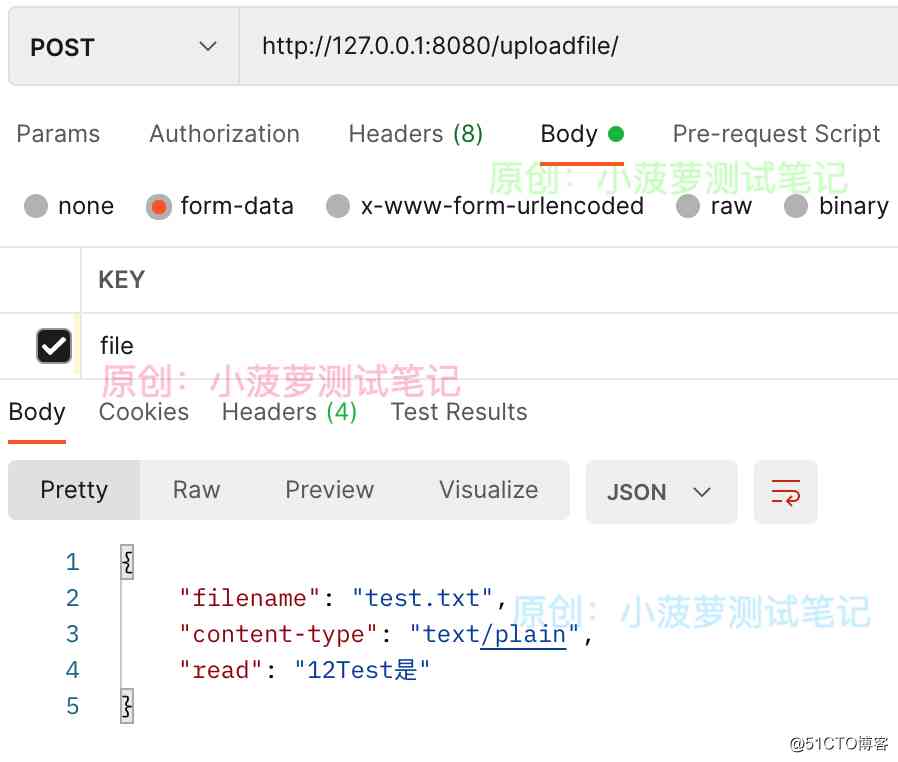 POST http://127.0.0.1:8080/uploadfile/
Params Authorization Headers (8) Body Pre-request Script
原创：小菠萝测试笔记
none form-data x-www-form-urlencoded raw binary
KEY
file
原创：小菠萝测试笔记
Body Cookies Headers (4) Test Results
Pretty Raw Preview Visualize JSON
1 {
2 "filename": "test.txt",
原创：小菠萝测试笔记
3 "content-type": "text/plain",
4 "read": "12Test是"
5 }
@51CTO博客